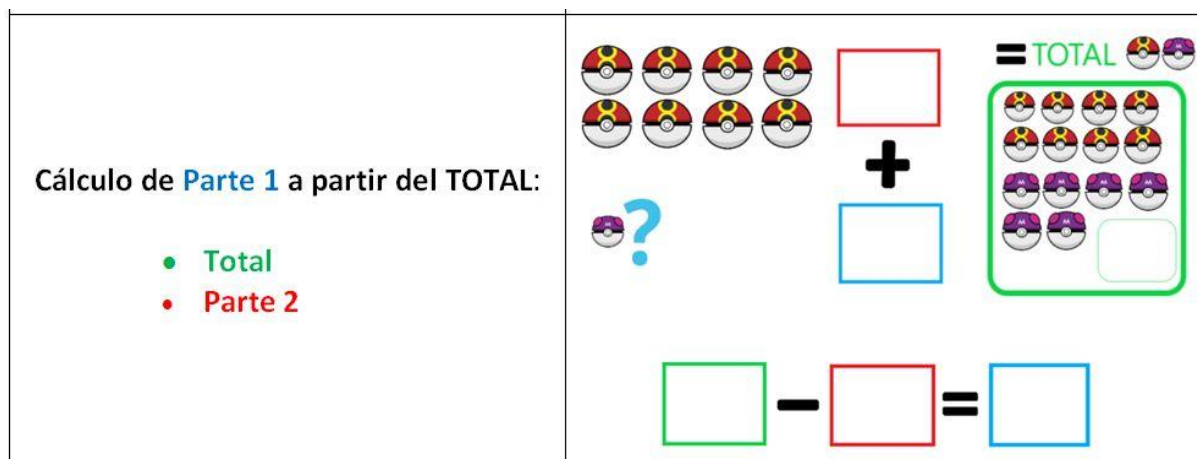 Cálculo de Parte 1 a partir del TOTAL:
• Total
• Parte 2
= TOTAL
+
?
− =